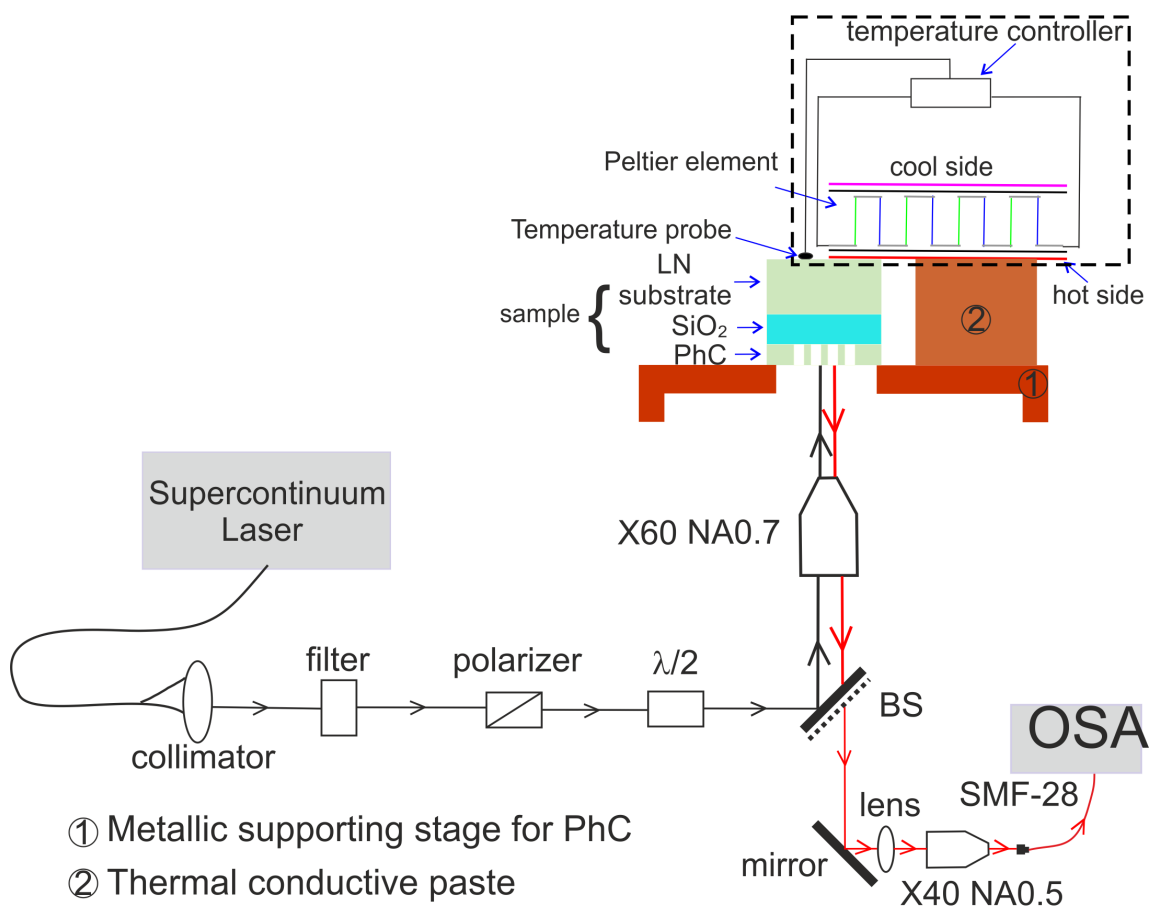 temperature controller
Peltier element
cool side
Temperature probe
LN
substrate
sample
SiO₂
PhC
hot side
②
①
Supercontinuum
Laser
X60 NA0.7
filter
polarizer
λ/2
BS
collimator
OSA
SMF-28
lens
mirror
X40 NA0.5
① Metallic supporting stage for PhC
② Thermal conductive paste